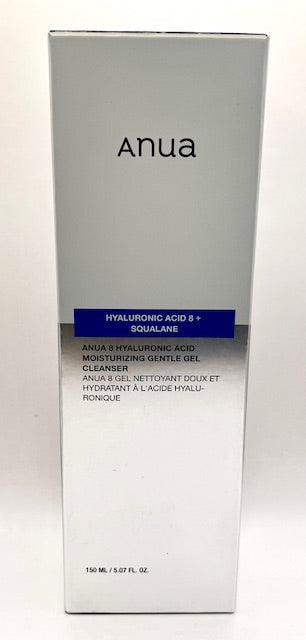 Anua
HYALURONIC ACID 8 +
SQUALANE
ANUA 8 HYALURONIC ACID
MOISTURIZING GENTLE GEL
CLEANSER
ANUA 8 GEL NETTOYANT DOUX ET
HYDRATANT À L'ACIDE HYALU-
RONIQUE
150 ML / 5.07 FL. OZ.